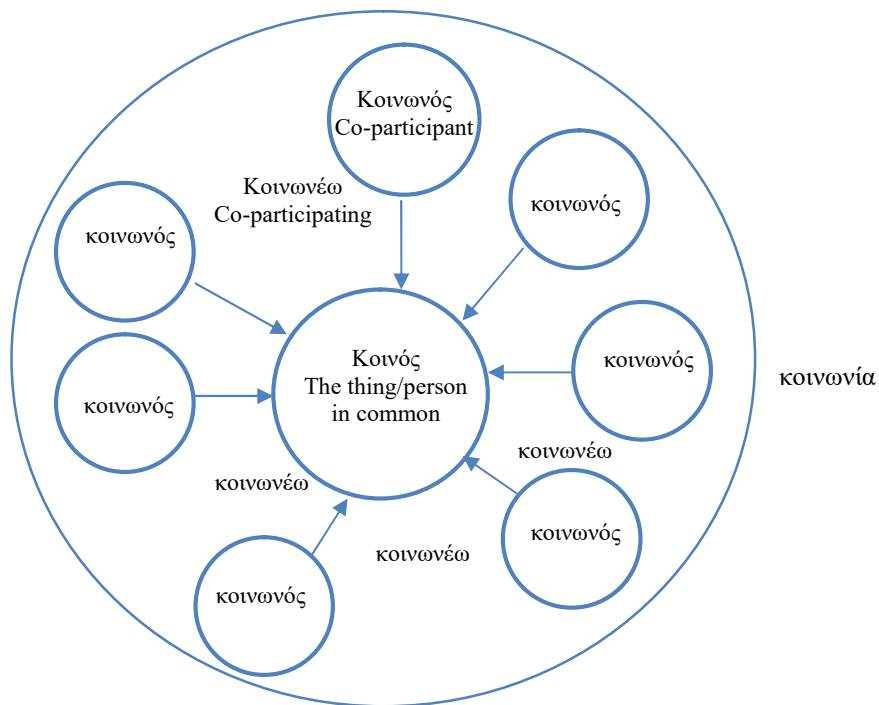 Κοινωνός
Co-participant
Κοινωνέω
Co-participating
κοινωνός
κοινωνός
Κοινός
The thing/person
in common
κοινωνός
κοινωνία
κοινωνός
κοινωνέω
κοινωνέω
κοινωνός
κοινωνέω
κοινωνός